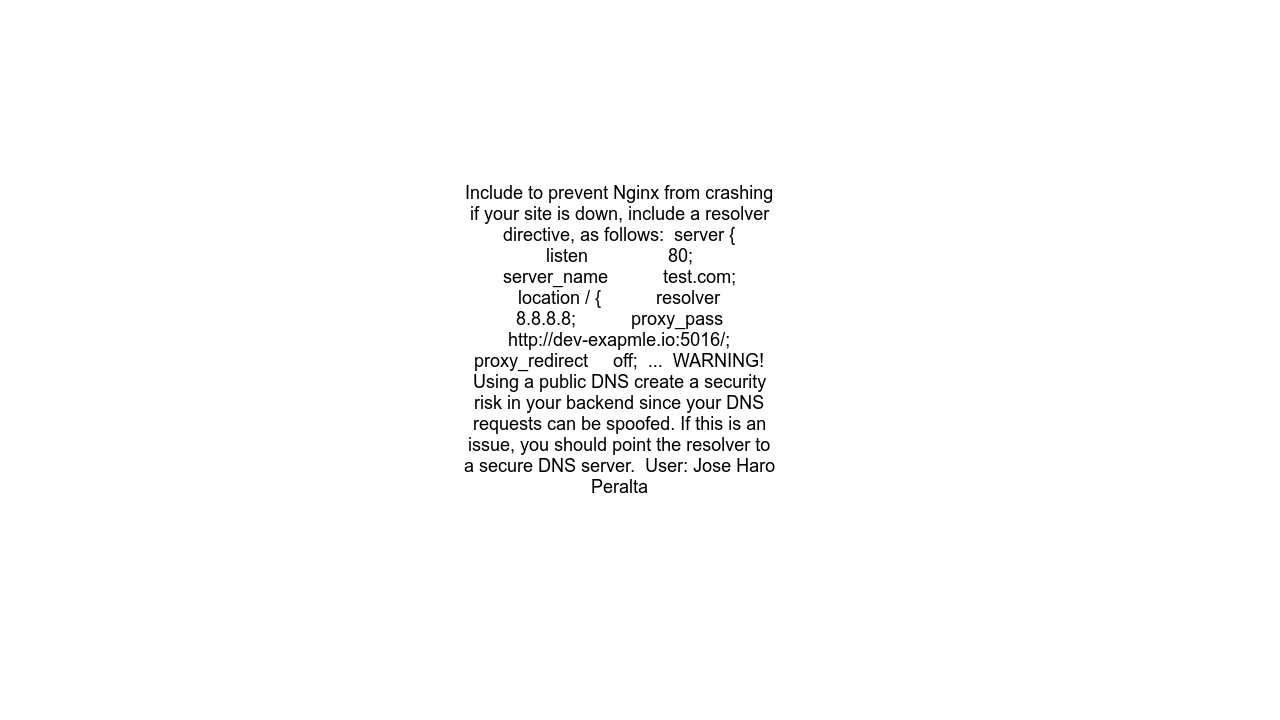 Include to prevent Nginx from crashing
if your site is down, include a resolver
directive, as follows:  server {
listen                80;
server_name           test.com;
location / {           resolver
8.8.8.8;           proxy_pass
http://dev-exapmle.io:5016/;
proxy_redirect     off;  ...  WARNING!
Using a public DNS create a security
risk in your backend since your DNS
requests can be spoofed. If this is an
issue, you should point the resolver to
a secure DNS server.  User: Jose Haro
Peralta